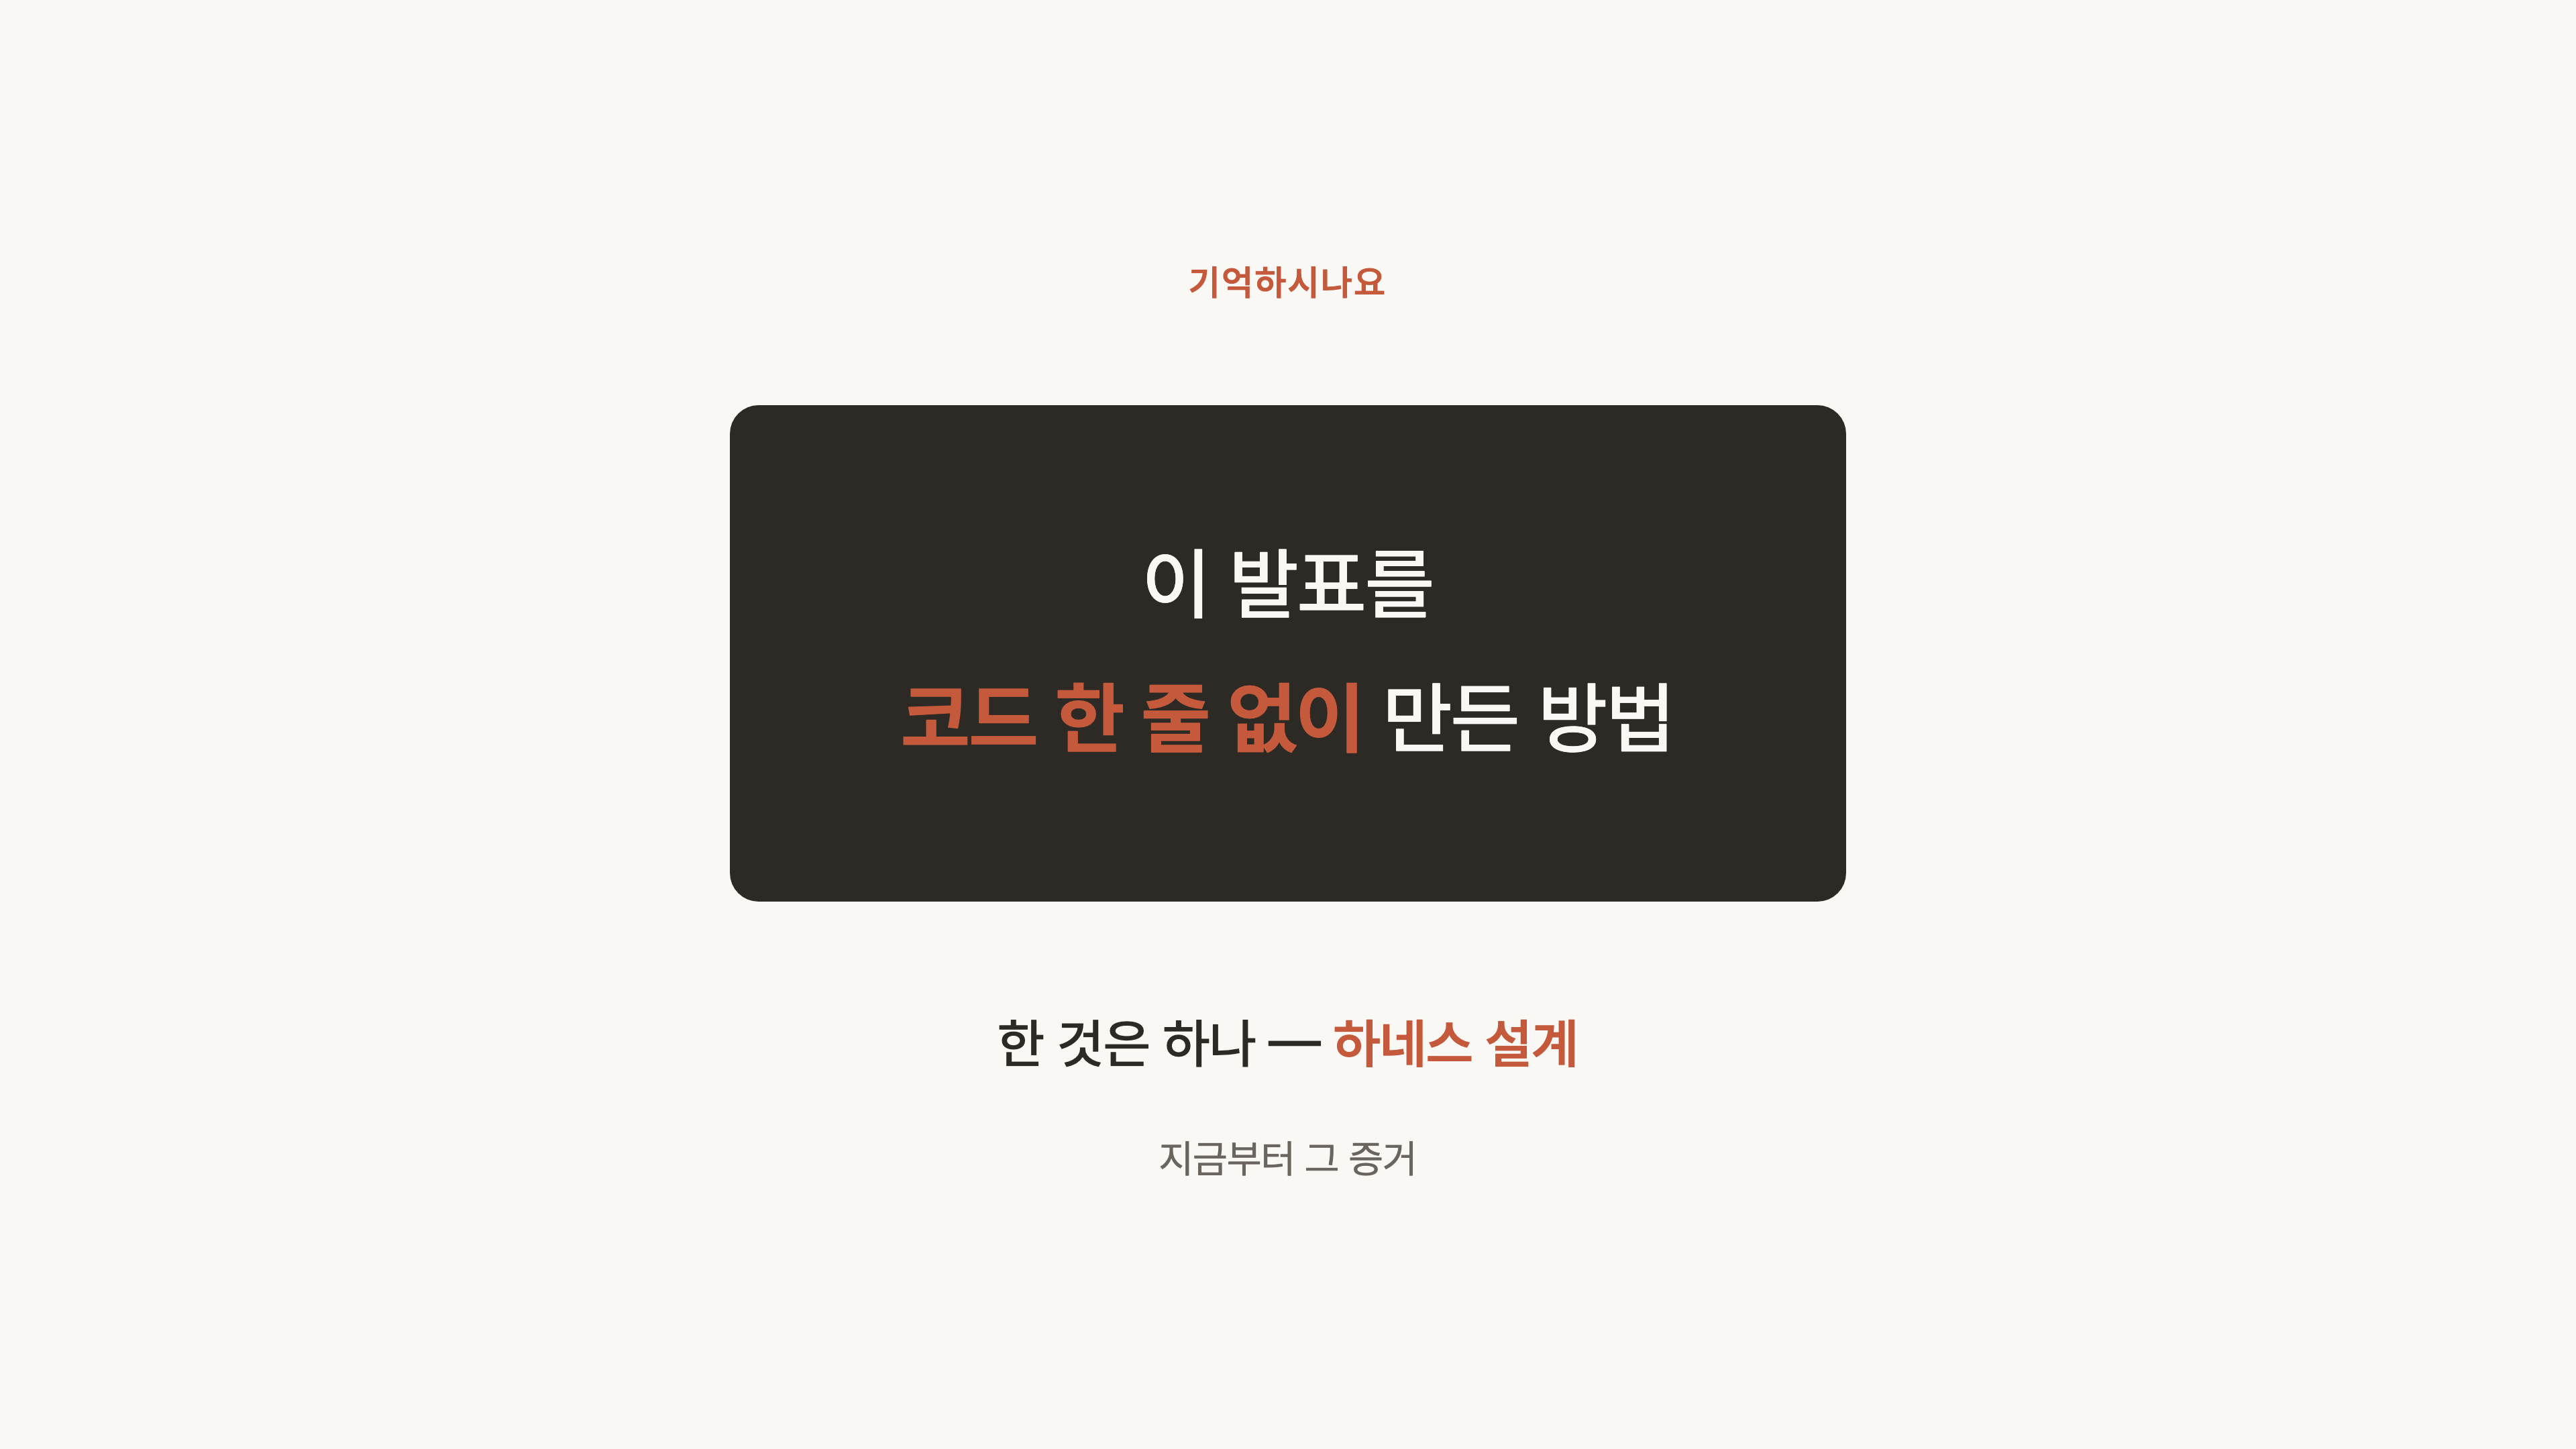 기억하시나요
이 발표를
코드 한 줄 없이 만든 방법
한 것은 하나 — 하네스 설계
지금부터 그 증거